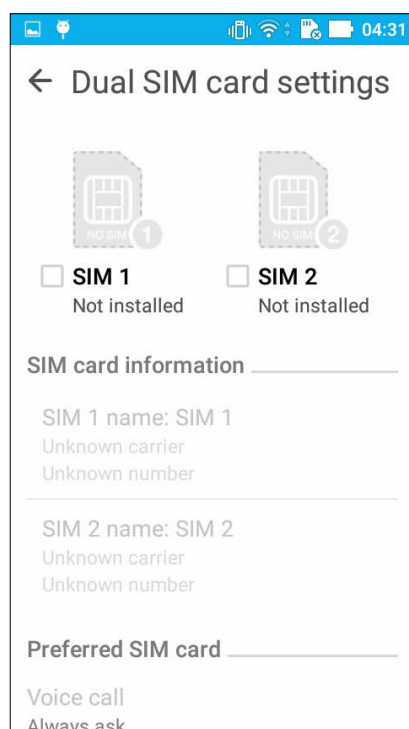 04:31
Dual SIM card settings
NO SIM 1 NO SIM 2
SIM 1 SIM 2
Not installed Not installed
SIM card information
SIM 1 name: SIM 1
Unknown carrier
Unknown number
SIM 2 name: SIM 2
Unknown carrier
Unknown number
Preferred SIM card
Voice call
Always ask